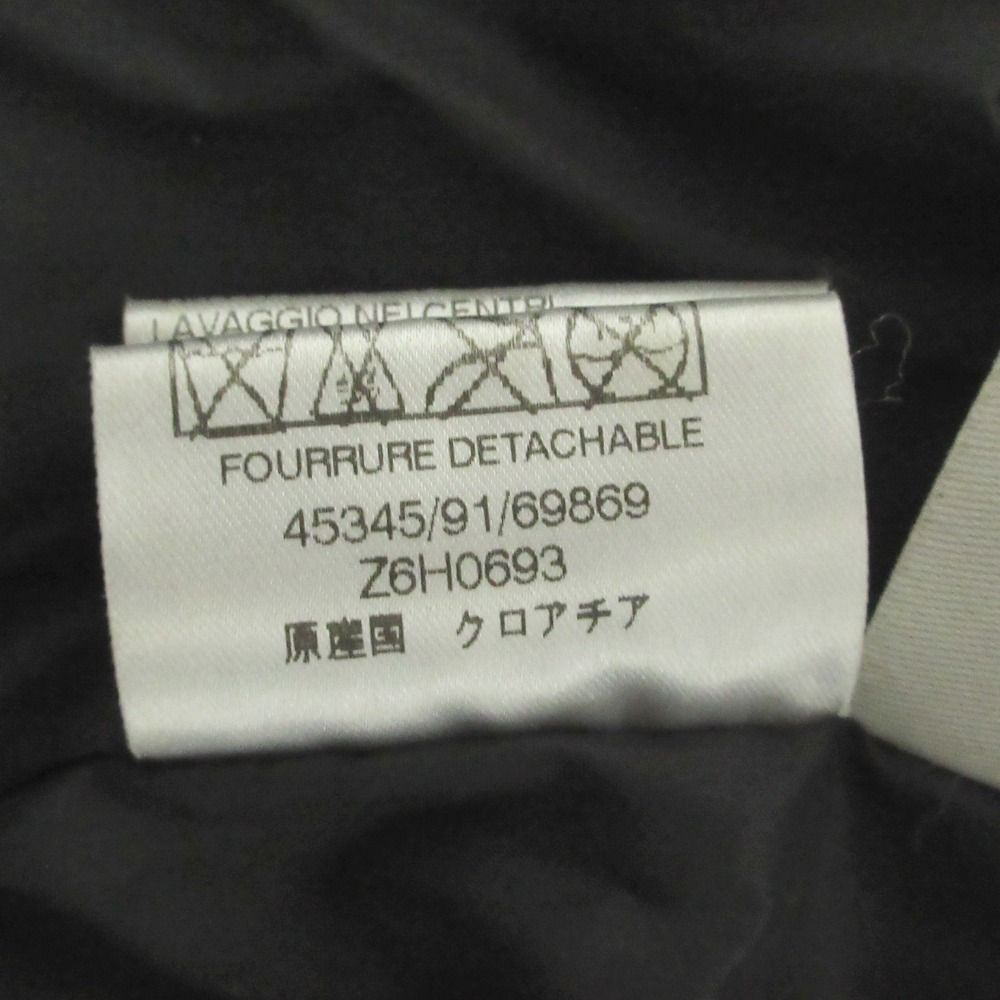 LAVAGGIO NEI CENTRI
FOURRURE DETACHABLE
45345/91/69869
Z6H0693
原産国 クロアチア